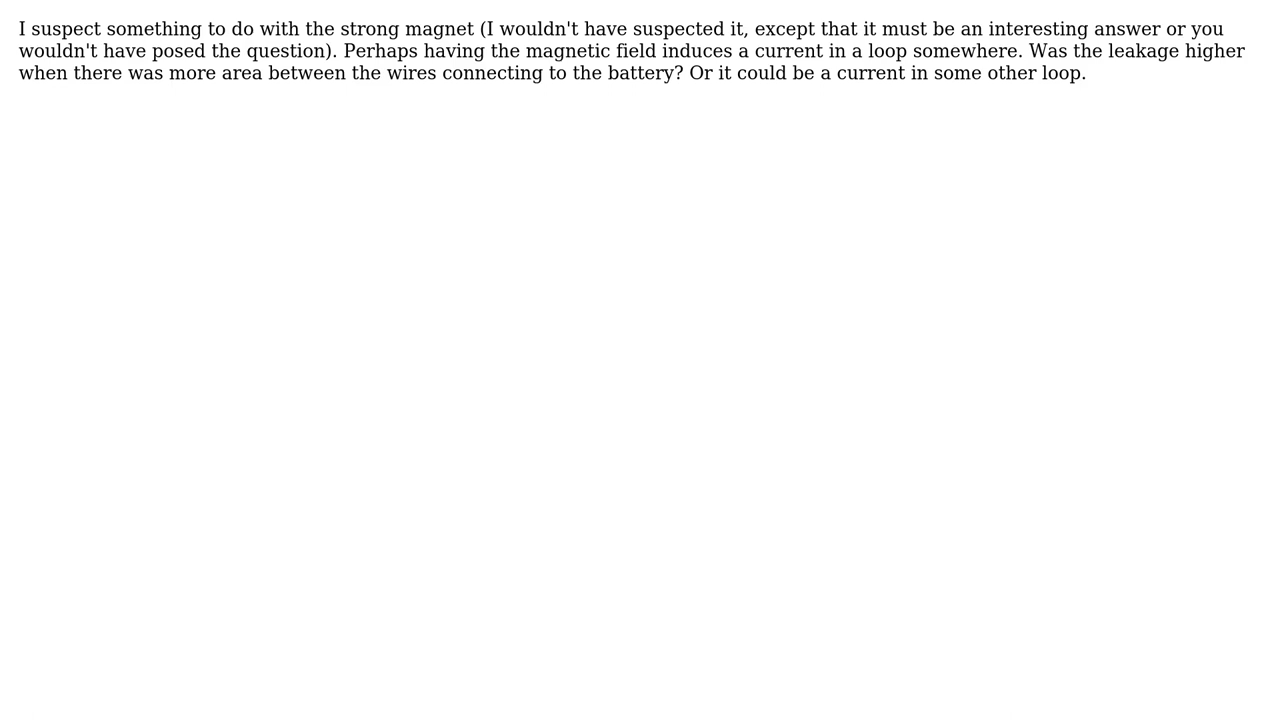 I suspect something to do with the strong magnet (I wouldn't have suspected it, except that it must be an interesting answer or you
wouldn't have posed the question). Perhaps having the magnetic field induces a current in a loop somewhere. Was the leakage higher
when there was more area between the wires connecting to the battery? Or it could be a current in some other loop.